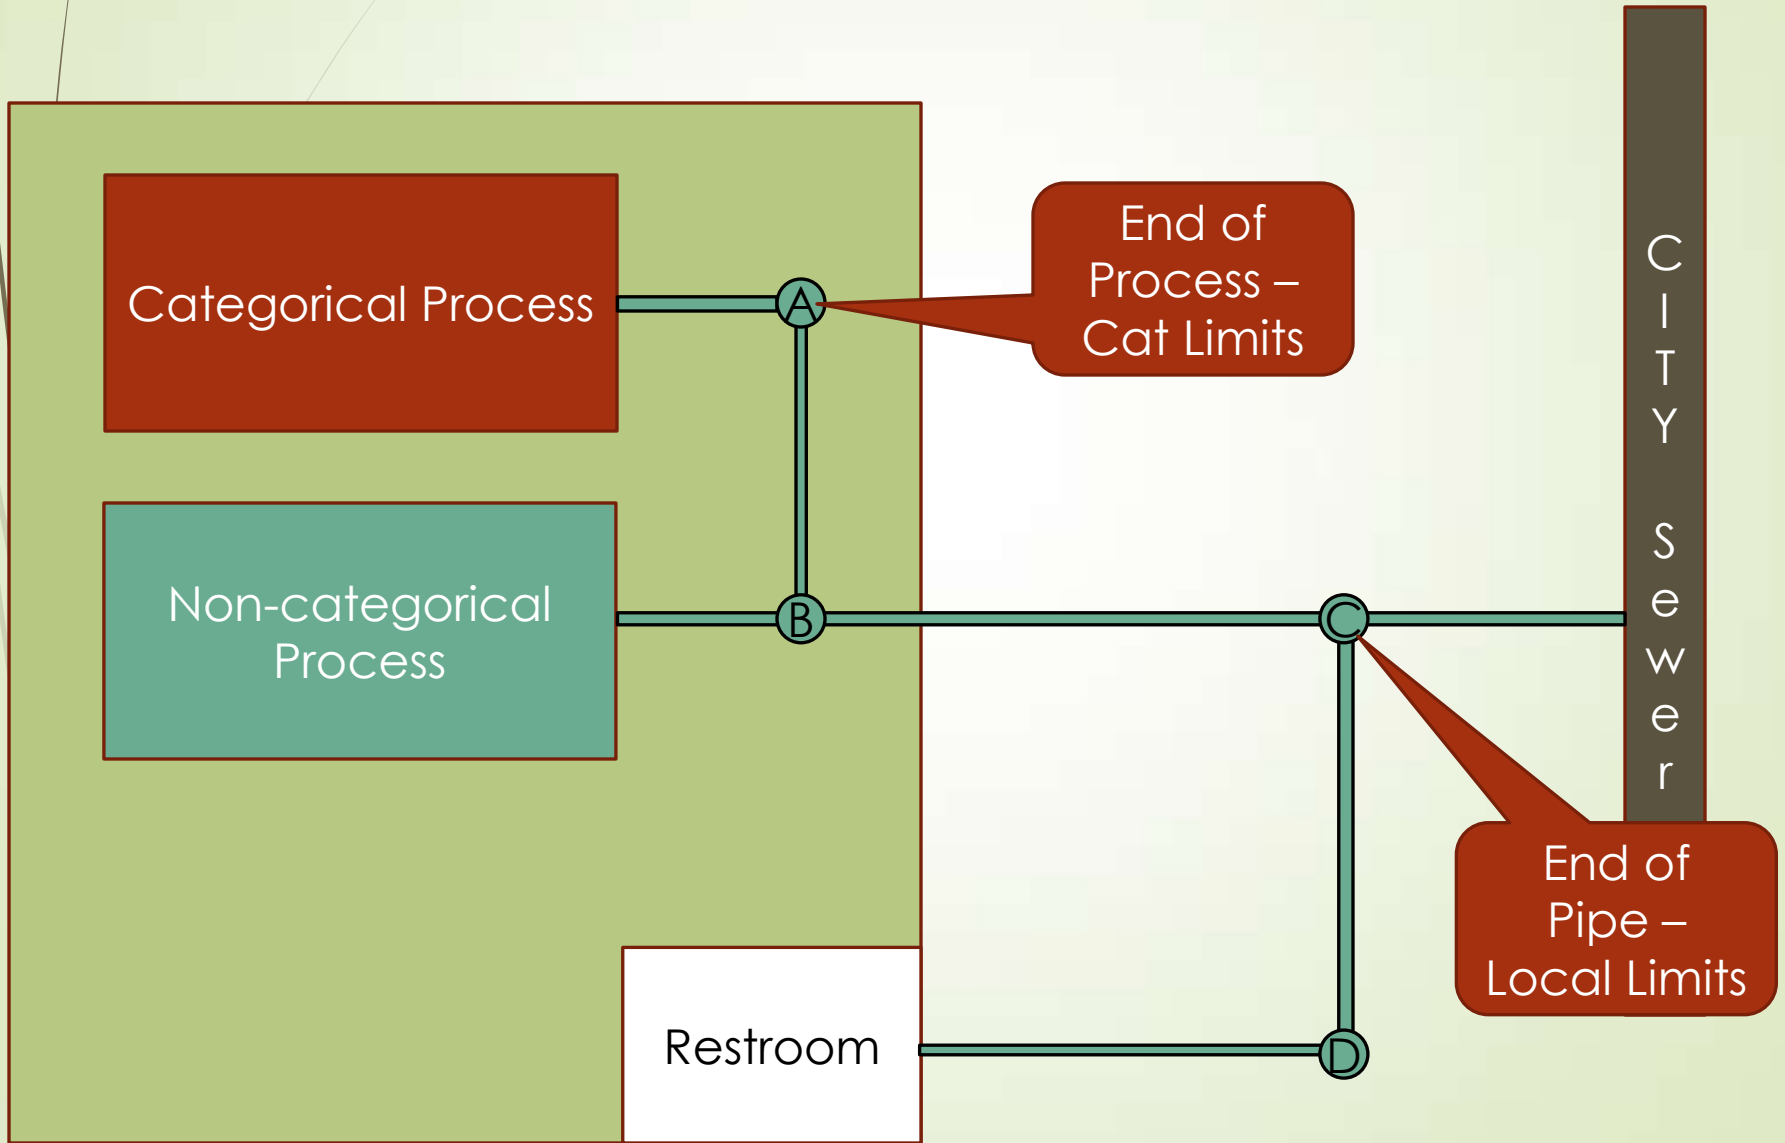 Categorical Process
A
End of
Process –
Cat Limits
Non-categorical
Process
B
C
Restroom
D
End of
Pipe –
Local Limits
C
I
T
Y
S
e
w
e
r